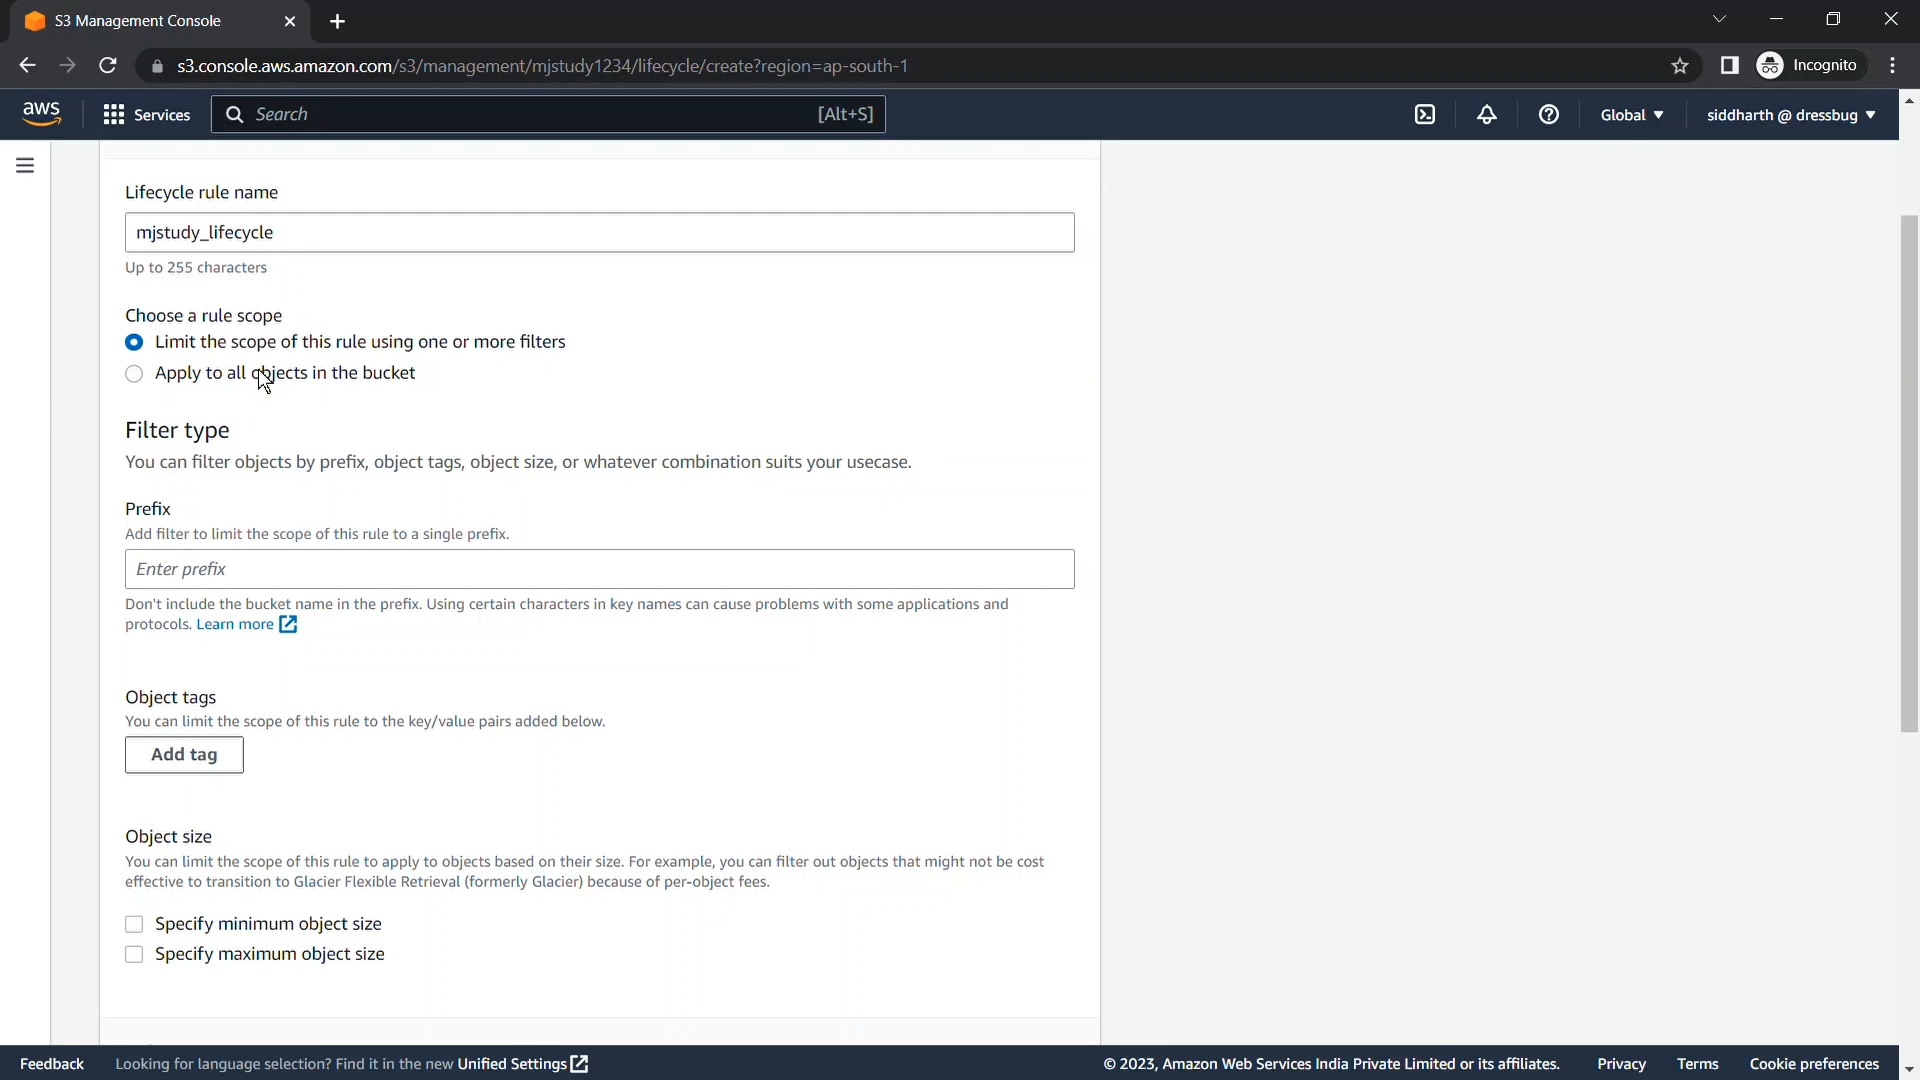 S3 Management Console
s3.console.aws.amazon.com/s3/management/mjstudy1234/lifecycle/create?region=ap-south-1
Incognito
aws
Services
Search
[Alt+S]
Global
siddharth @ dressbug
Lifecycle rule name
mjstudy_lifecycle
Up to 255 characters
Choose a rule scope
Limit the scope of this rule using one or more filters
Apply to all objects in the bucket
Filter type
You can filter objects by prefix, object tags, object size, or whatever combination suits your usecase.
Prefix
Add filter to limit the scope of this rule to a single prefix.
Enter prefix
Don't include the bucket name in the prefix. Using certain characters in key names can cause problems with some applications and
protocols. Learn more
Object tags
You can limit the scope of this rule to the key/value pairs added below.
Add tag
Object size
You can limit the scope of this rule to apply to objects based on their size. For example, you can filter out objects that might not be cost
effective to transition to Glacier Flexible Retrieval (formerly Glacier) because of per-object fees.
Specify minimum object size
Specify maximum object size
Feedback
Looking for language selection? Find it in the new Unified Settings
© 2023, Amazon Web Services India Private Limited or its affiliates.
Privacy
Terms
Cookie preferences